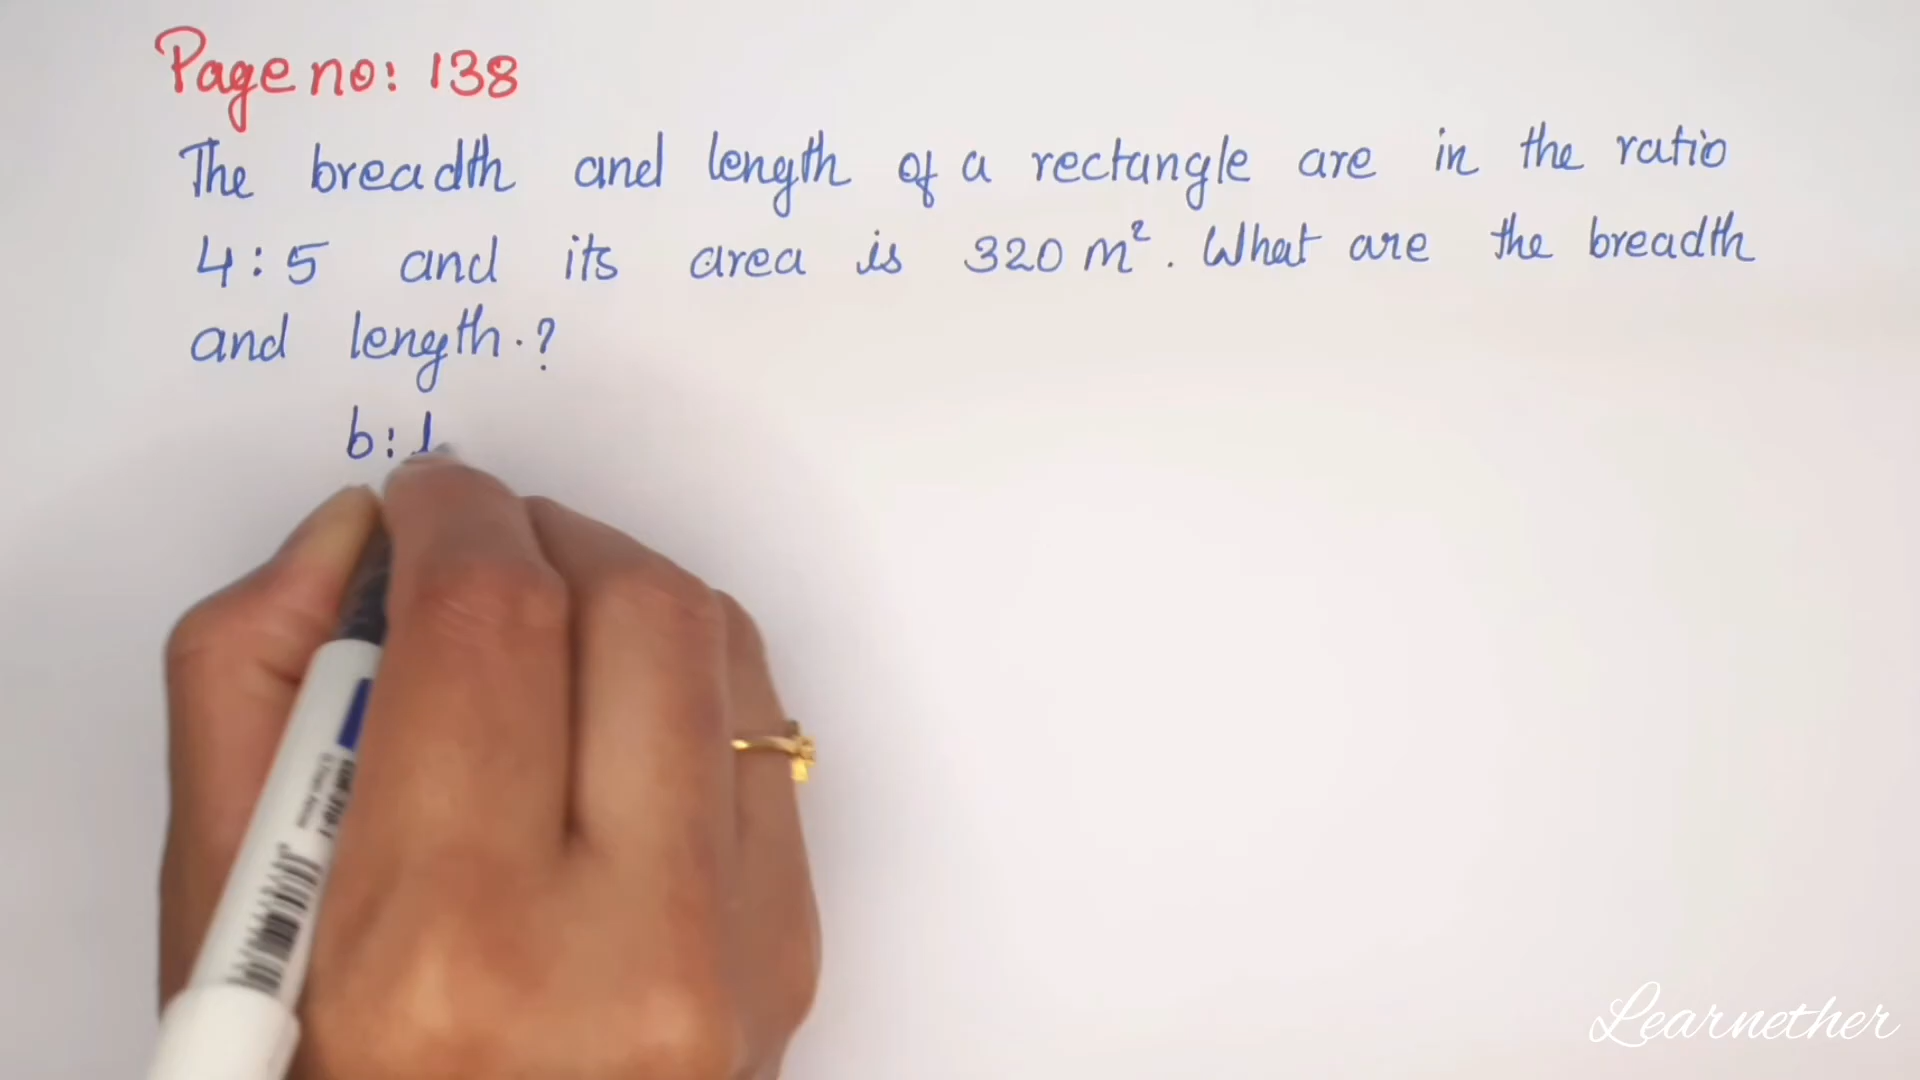 Page no: 138
The breadth and length of a rectangle are in the ratio
4:5 and its area is 320 m². What are the breadth
and length.?
b:l
Learnether